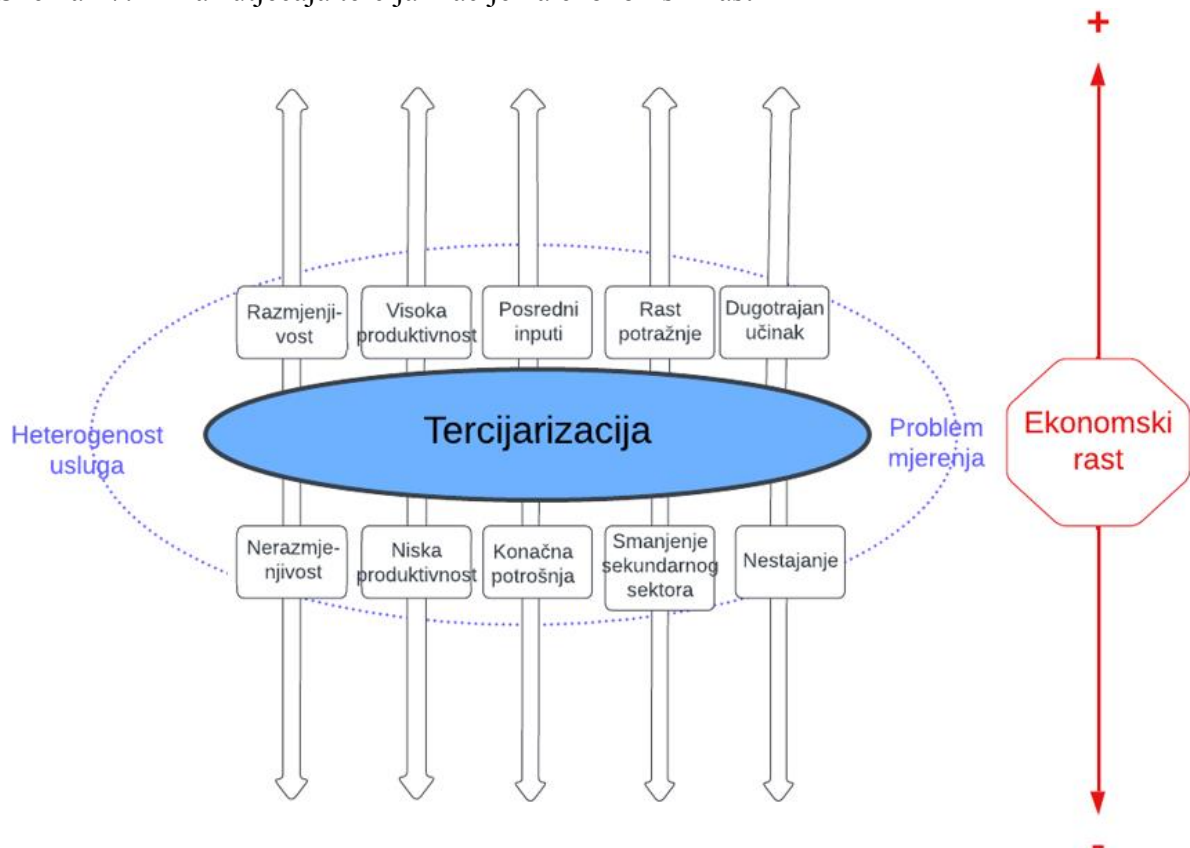 +
Razmjenji-
vost
Visoka
produktivnost
Posredni
inputi
Rast
potražnje
Dugotrajan
učinak
Heterogenost
usluga
Tercijarizacija
Problem
mjerenja
Ekonomski
rast
Nerazmje-
njivost
Niska
produktivnost
Konačna
potrošnja
Smanjenje
sekundarnog
sektora
Nestajanje
-